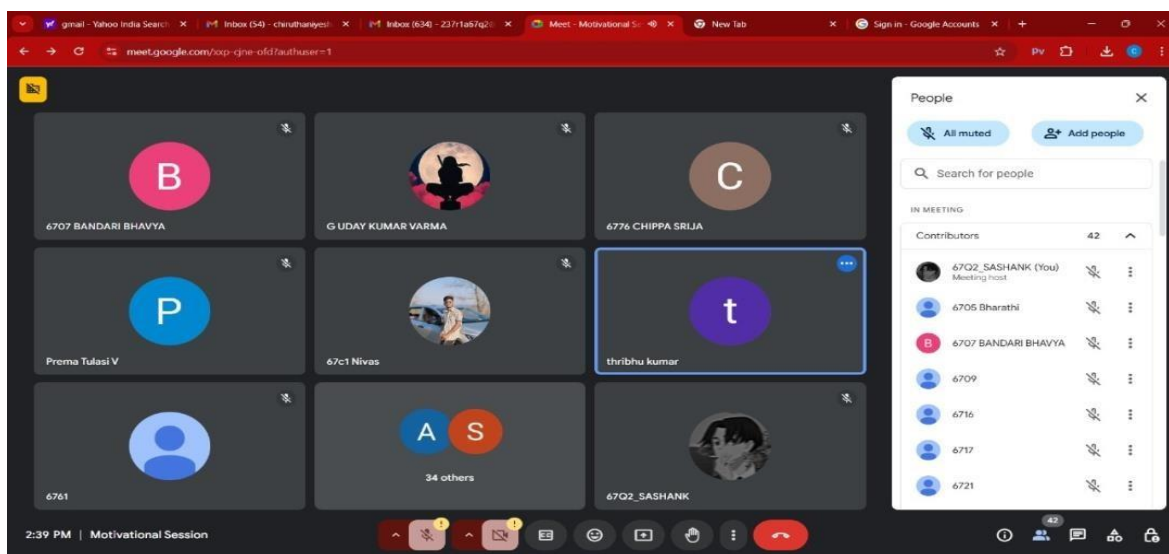 gmail - Yahoo India Search
Inbox (54) - chiruthaniyesh
Inbox (634) - 237r1a67q2
Meet - Motivational Se
New Tab
Sign in - Google Accounts
meet.google.com/xxp-cjne-ofd?authuser=1
Pv
C
B
6707 BANDARI BHAVYA
G UDAY KUMAR VARMA
C
6776 CHIPPA SRIJA
P
Prema Tulasi V
67c1 Nivas
t
thribhu kumar
6761
A S
34 others
67Q2_SASHANK
People
All muted
Add people
Search for people
IN MEETING
Contributors 42
67Q2_SASHANK (You)
Meeting host
6705 Bharathi
B 6707 BANDARI BHAVYA
6709
6716
6717
6721
2:39 PM | Motivational Session
42